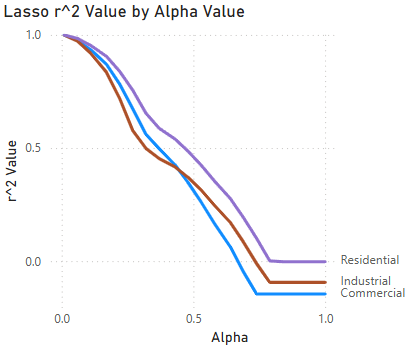 Lasso r^2 Value by Alpha Value
1.0
0.5
0.0
r^2 Value
Residential
Industrial
Commercial
0.0 0.5 1.0
Alpha